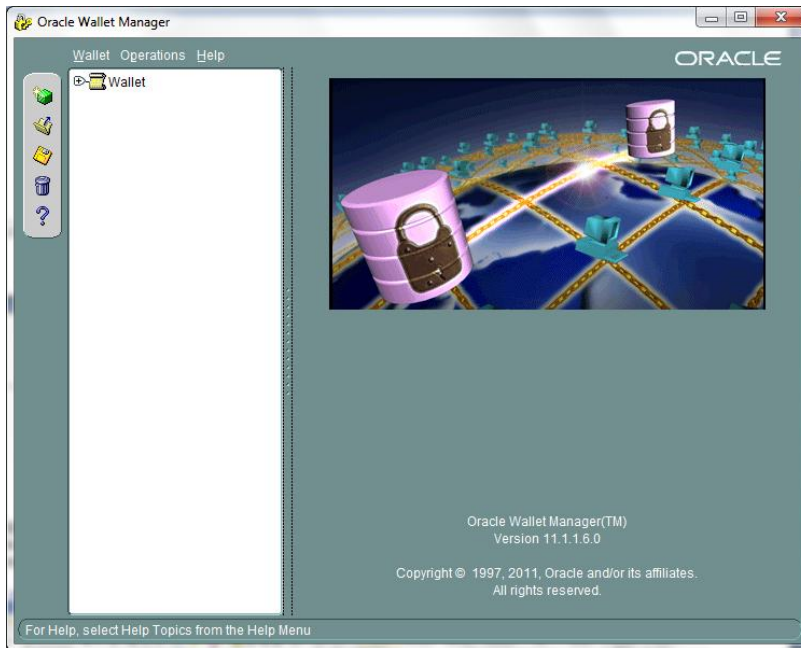 Oracle Wallet Manager
Wallet Operations Help
ORACLE
Wallet
Oracle Wallet Manager(TM)
Version 11.1.1.6.0
Copyright © 1997, 2011, Oracle and/or its affiliates.
All rights reserved.
For Help, select Help Topics from the Help Menu